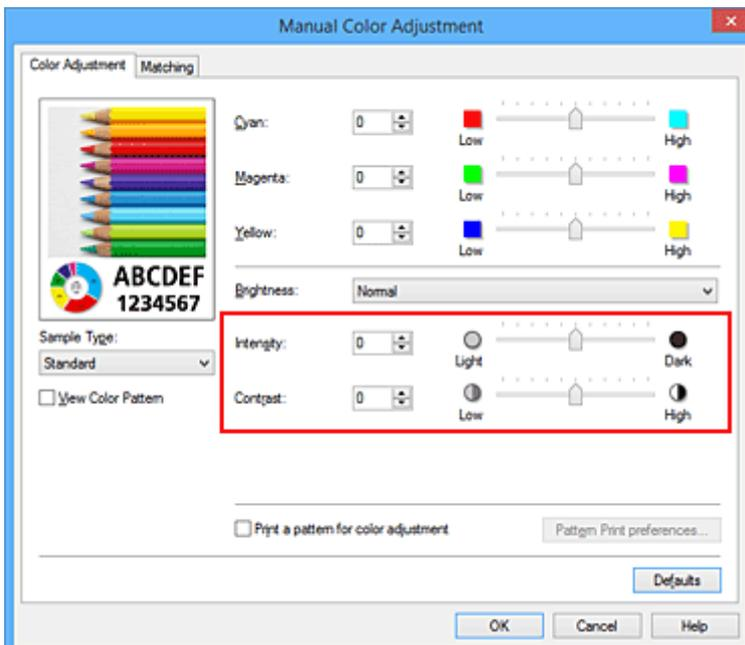 Manual Color Adjustment
Color Adjustment
Matching
ABCDEF
1234567
Sample Type:
Standard
View Color Pattern
Cyan:
0
Low
High
Magenta:
0
Low
High
Yellow:
0
Low
High
Brightness:
Normal
Intensity:
0
Light
Dark
Contrast:
0
Low
High
Print a pattern for color adjustment
Pattern Print preferences...
Defaults
OK
Cancel
Help